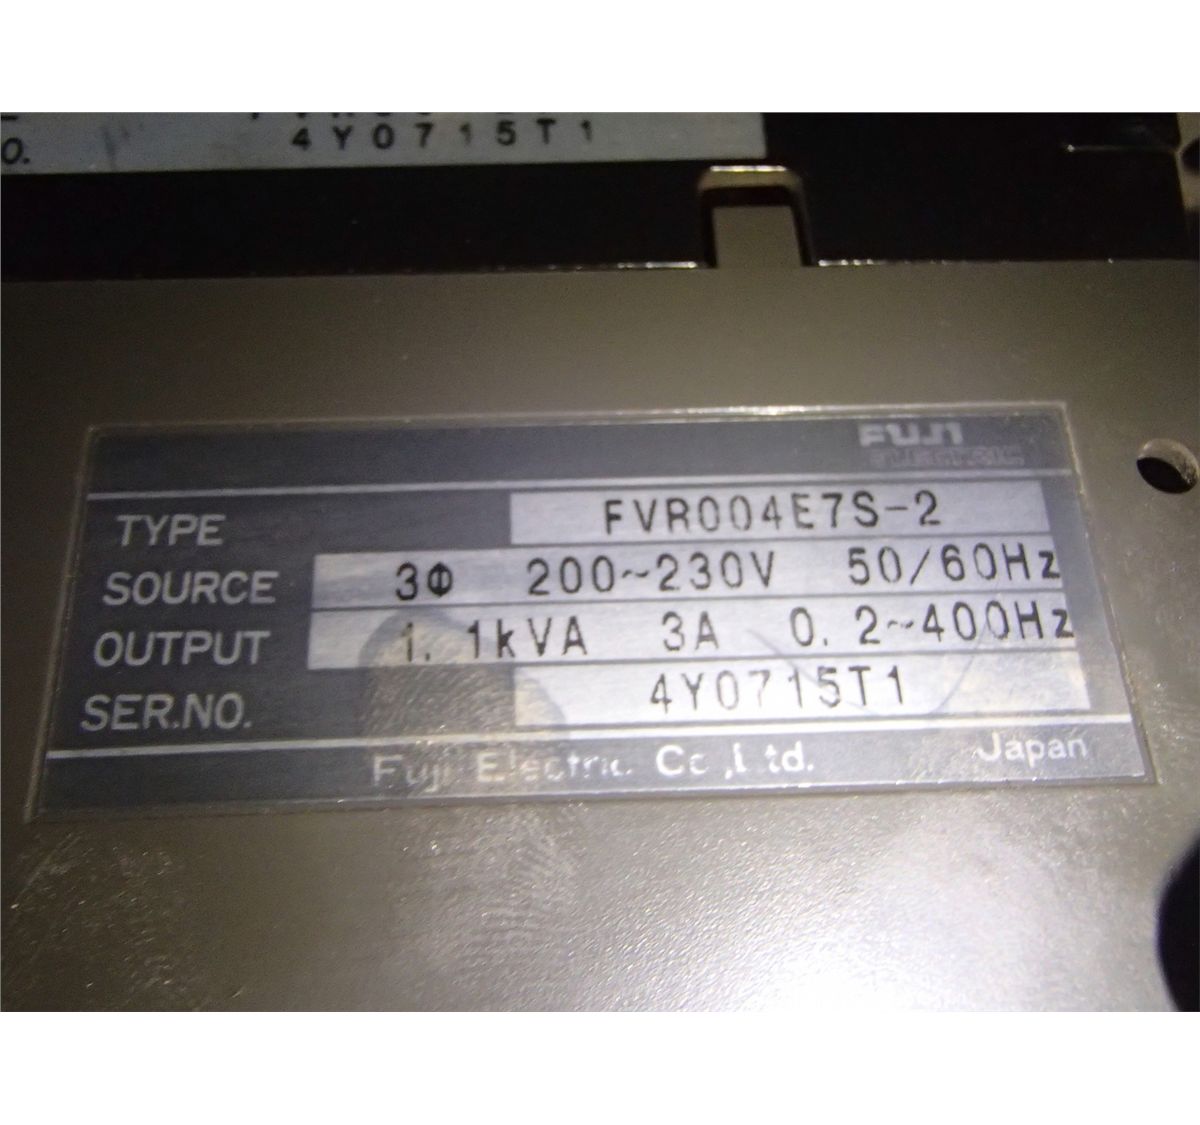 O.
4Y0715T1
FUJI
ELECTRIC
TYPE FVR004E7S-2
SOURCE 3Φ 200~230V 50/60Hz
OUTPUT 1.1kVA 3A 0.2~400Hz
SER.NO. 4Y0715T1
Fuji Electric Co.,Ltd. Japan